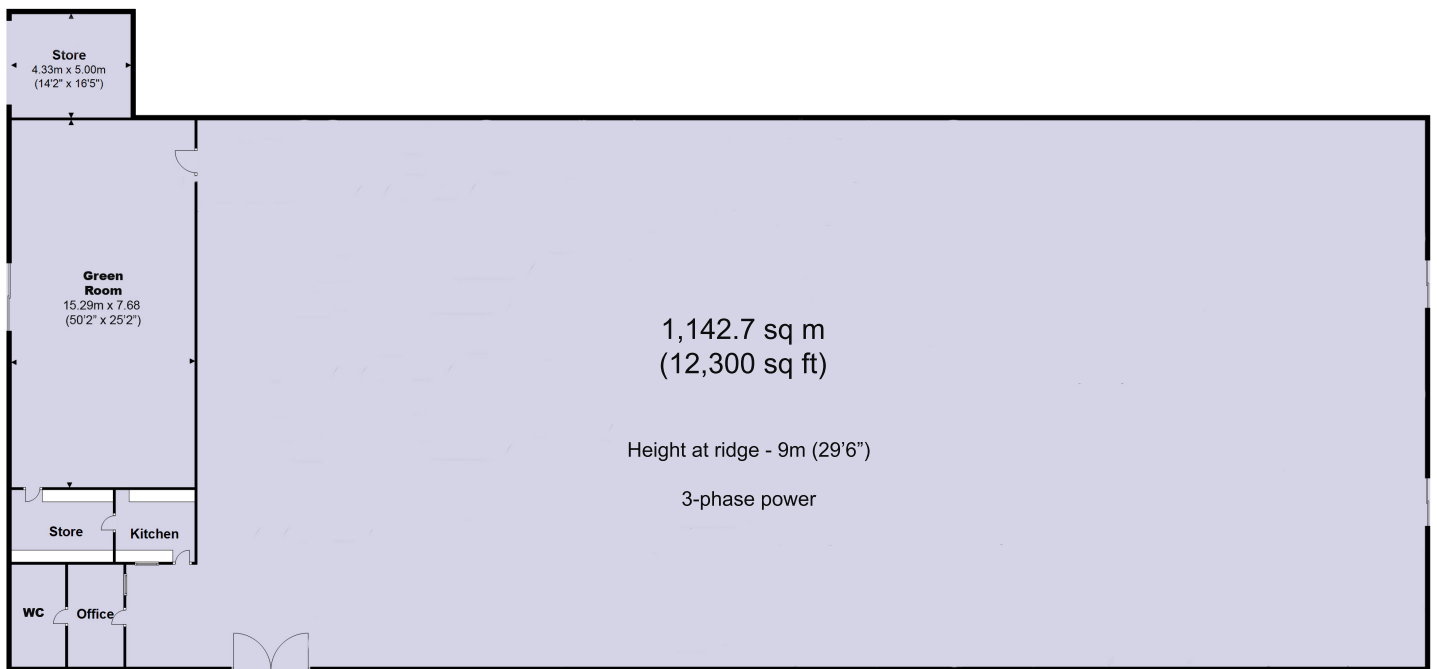 Store
4.33m x 5.00m
(14'2" x 16'5")
Green
Room
15.29m x 7.68
(50'2” x 25'2”)
1,142.7 sq m
(12,300 sq ft)
Height at ridge - 9m (29’6”)
3-phase power
Store
Kitchen
WC
Office